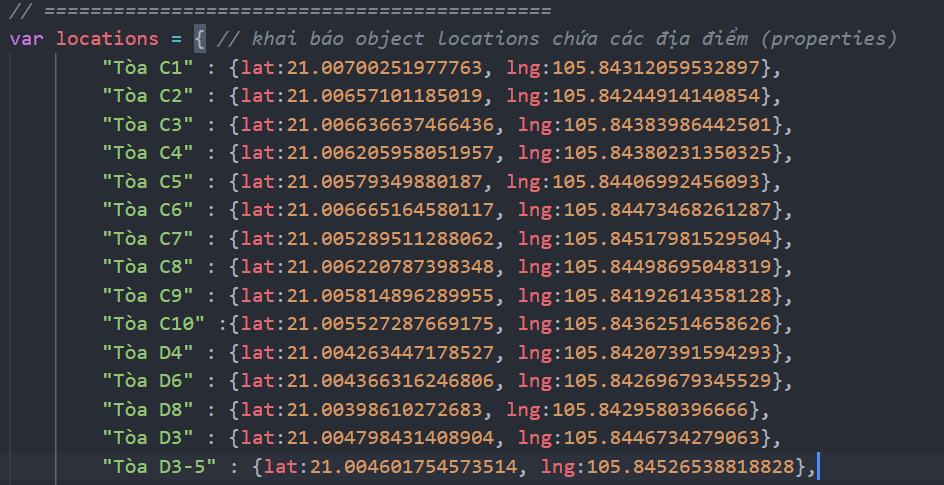 // ==============================================
var locations = { // khai báo object locations chứa các địa điểm (properties)
"Tòa C1" : {lat:21.00700251977763, lng:105.84312059532897},
"Tòa C2" : {lat:21.00657101185019, lng:105.84244914140854},
"Tòa C3" : {lat:21.006636637466436, lng:105.84383986442501},
"Tòa C4" : {lat:21.006205958051957, lng:105.84380231350325},
"Tòa C5" : {lat:21.00579349880187, lng:105.84406992456093},
"Tòa C6" : {lat:21.006665164580117, lng:105.84473468261287},
"Tòa C7" : {lat:21.005289511288062, lng:105.84517981529504},
"Tòa C8" : {lat:21.006220787398348, lng:105.84498695048319},
"Tòa C9" : {lat:21.005814896289955, lng:105.84192614358128},
"Tòa C10" :{lat:21.005527287669175, lng:105.84362514658626},
"Tòa D4" : {lat:21.004263447178527, lng:105.84207391594293},
"Tòa D6" : {lat:21.004366316246806, lng:105.84269679345529},
"Tòa D8" : {lat:21.00398610272683, lng:105.8429580396666},
"Tòa D3" : {lat:21.004798431408904, lng:105.8446734279063},
"Tòa D3-5" : {lat:21.004601754573514, lng:105.84526538818828},